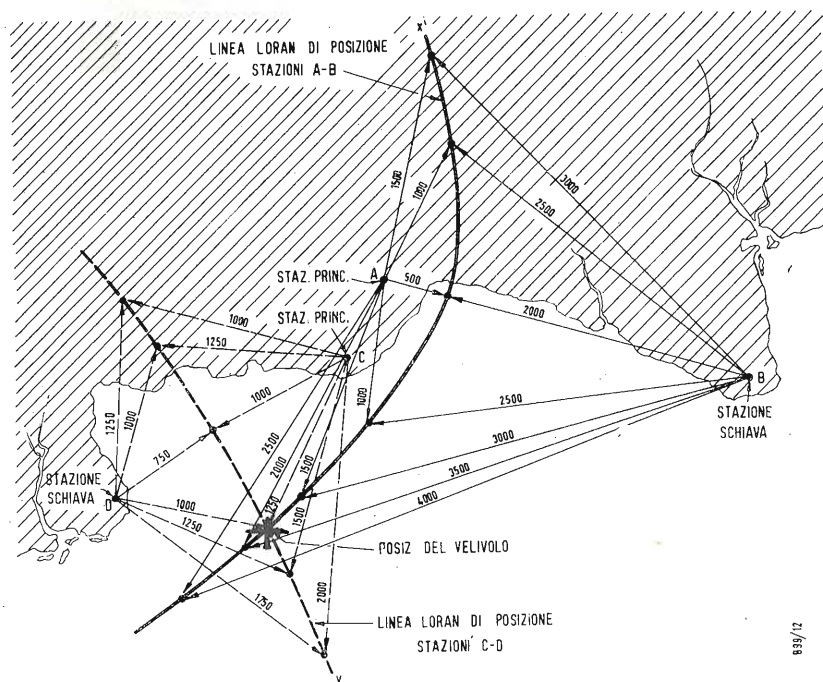 X
LINEA LORAN DI POSIZIONE
STAZIONI A-B
3000
1500
1000
2500
STAZ. PRINC.
A
500
STAZ. PRINC.
1000
2000
1250
C
B
1000
STAZIONE
SCHIAVA
1250
1000
1000
2500
750
2500
3000
STAZIONE
SCHIAVA
D
2000
1500
3500
1000
4000
1250
1250
1500
POSIZ DEL VELIVOLO
1750
2000
LINEA LORAN DI POSIZIONE
STAZIONI C-D
Y
899/12